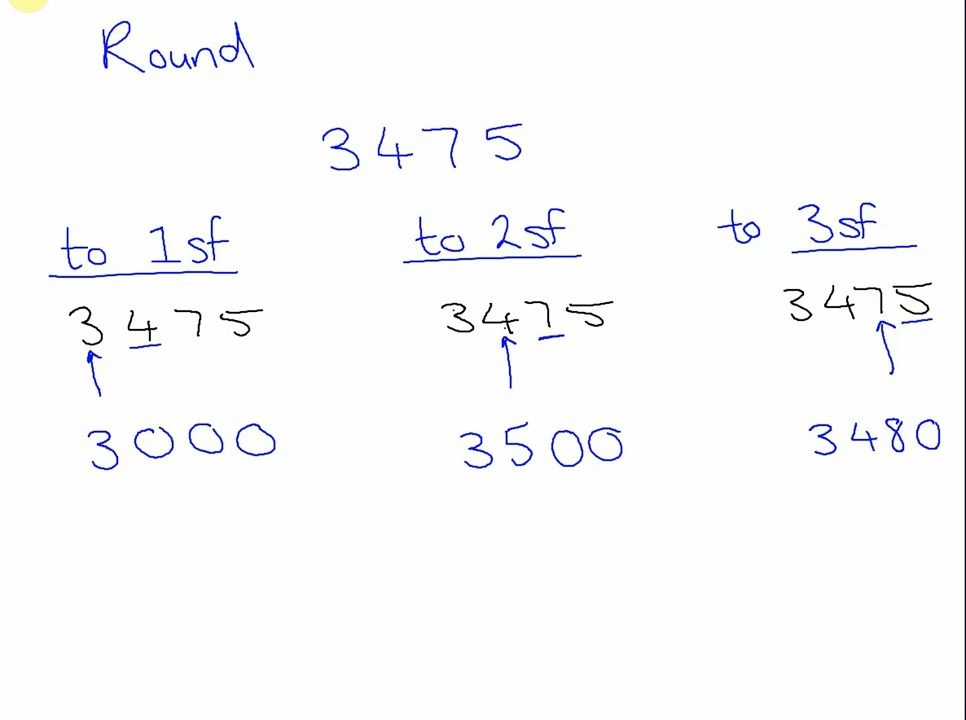 Round
3475
to 1sf to 2sf to 3sf
3475 3475 3475
3000 3500 3480